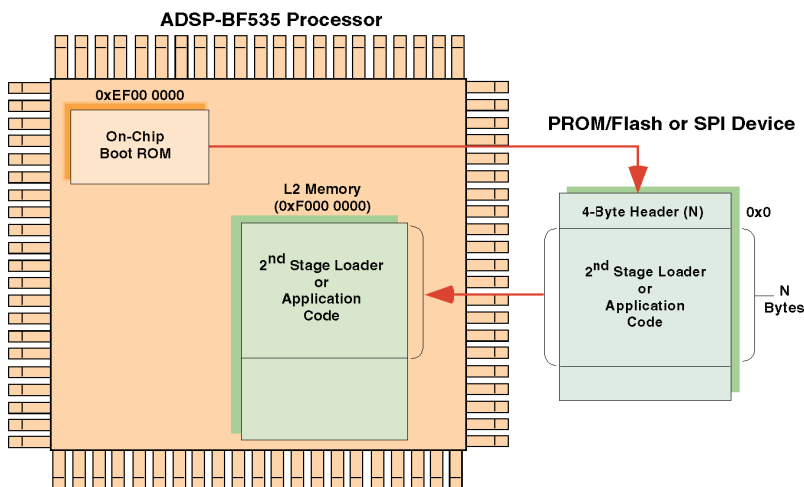 ADSP-BF535 Processor
0xEF00 0000
On-Chip
Boot ROM
L2 Memory
(0xF000 0000)
2nd Stage Loader
or
Application
Code
PROM/Flash or SPI Device
4-Byte Header (N)
0x0
2nd Stage Loader
or
Application
Code
N
Bytes